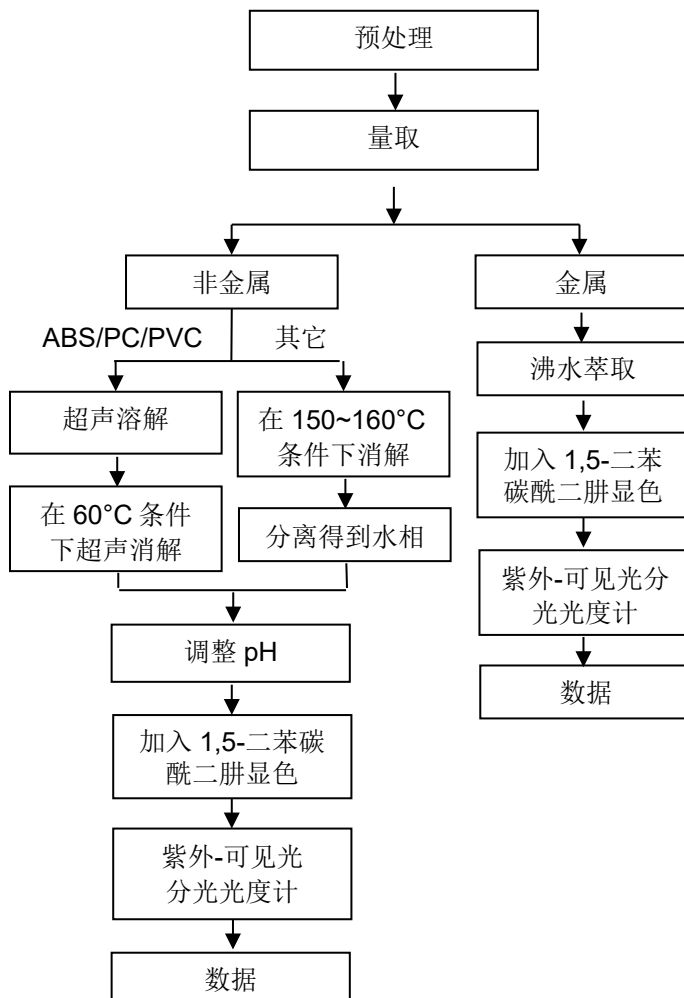 预处理
量取
非金属
金属
ABS/PC/PVC
其它
超声溶解
在 60°C 条件
下超声消解
在 150~160°C
条件下消解
分离得到水相
调整 pH
加入 1,5-二苯碳
酰二肼显色
紫外-可见光
分光光度计
数据
沸水萃取
加入 1,5-二苯
碳酰二肼显色
紫外-可见光分
光光度计
数据